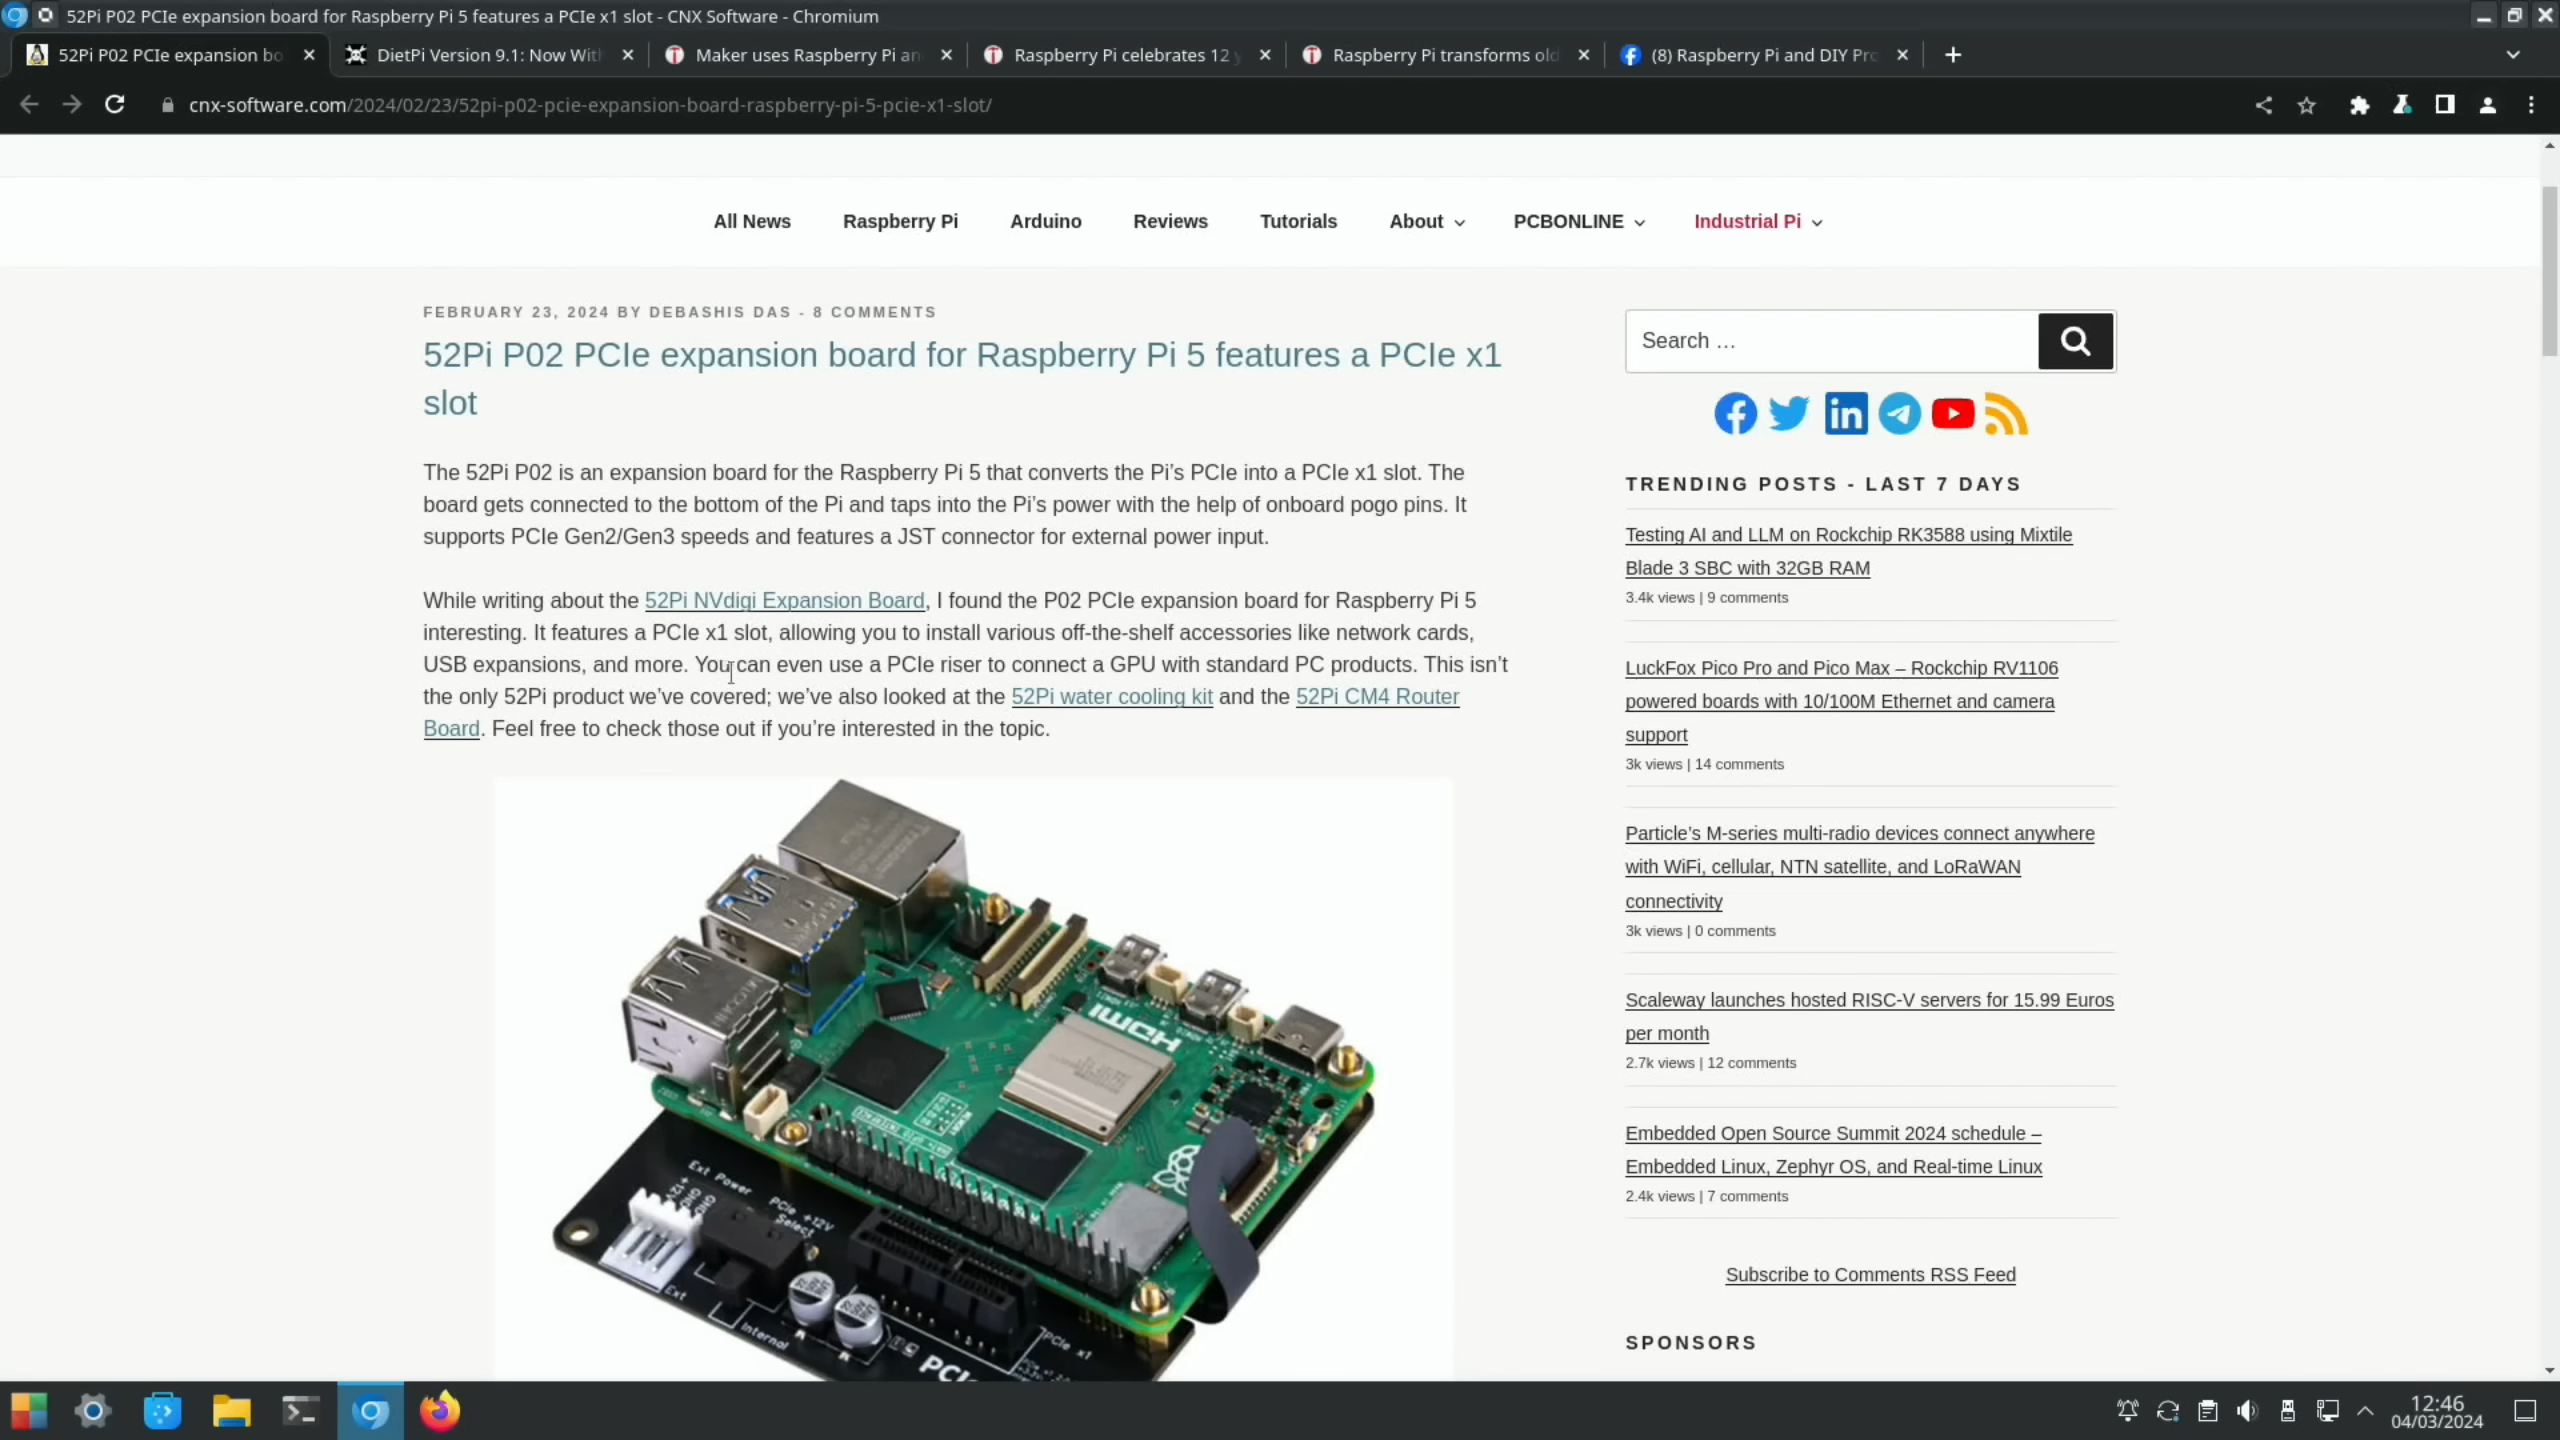 52Pi P02 PCIe expansion board for Raspberry Pi 5 features a PCIe x1 slot - CNX Software - Chromium
52Pi P02 PCIe expansion bo
DietPi Version 9.1: Now Wit
Maker uses Raspberry Pi an
Raspberry Pi celebrates 12 y
Raspberry Pi transforms old
(8) Raspberry Pi and DIY Pro
cnx-software.com/2024/02/23/52pi-p02-pcie-expansion-board-raspberry-pi-5-pcie-x1-slot/
All News Raspberry Pi Arduino Reviews Tutorials About PCBONLINE Industrial Pi
FEBRUARY 23, 2024 BY DEBASHIS DAS - 8 COMMENTS
52Pi P02 PCIe expansion board for Raspberry Pi 5 features a PCIe x1
slot
The 52Pi P02 is an expansion board for the Raspberry Pi 5 that converts the Pi’s PCIe into a PCIe x1 slot. The
board gets connected to the bottom of the Pi and taps into the Pi’s power with the help of onboard pogo pins. It
supports PCIe Gen2/Gen3 speeds and features a JST connector for external power input.
While writing about the 52Pi NVdigi Expansion Board, I found the P02 PCIe expansion board for Raspberry Pi 5
interesting. It features a PCIe x1 slot, allowing you to install various off-the-shelf accessories like network cards,
USB expansions, and more. You can even use a PCIe riser to connect a GPU with standard PC products. This isn’t
the only 52Pi product we’ve covered; we’ve also looked at the 52Pi water cooling kit and the 52Pi CM4 Router
Board. Feel free to check those out if you’re interested in the topic.
HDMI
Ext Power
+12V
GND
GND
PCIe +12V
Select
Ext
Internal
PCIe x1
PCIe
Search …
TRENDING POSTS - LAST 7 DAYS
Testing AI and LLM on Rockchip RK3588 using Mixtile
Blade 3 SBC with 32GB RAM
3.4k views | 9 comments
LuckFox Pico Pro and Pico Max – Rockchip RV1106
powered boards with 10/100M Ethernet and camera
support
3k views | 14 comments
Particle’s M-series multi-radio devices connect anywhere
with WiFi, cellular, NTN satellite, and LoRaWAN
connectivity
3k views | 0 comments
Scaleway launches hosted RISC-V servers for 15.99 Euros
per month
2.7k views | 12 comments
Embedded Open Source Summit 2024 schedule –
Embedded Linux, Zephyr OS, and Real-time Linux
2.4k views | 7 comments
Subscribe to Comments RSS Feed
SPONSORS
12:46
04/03/2024